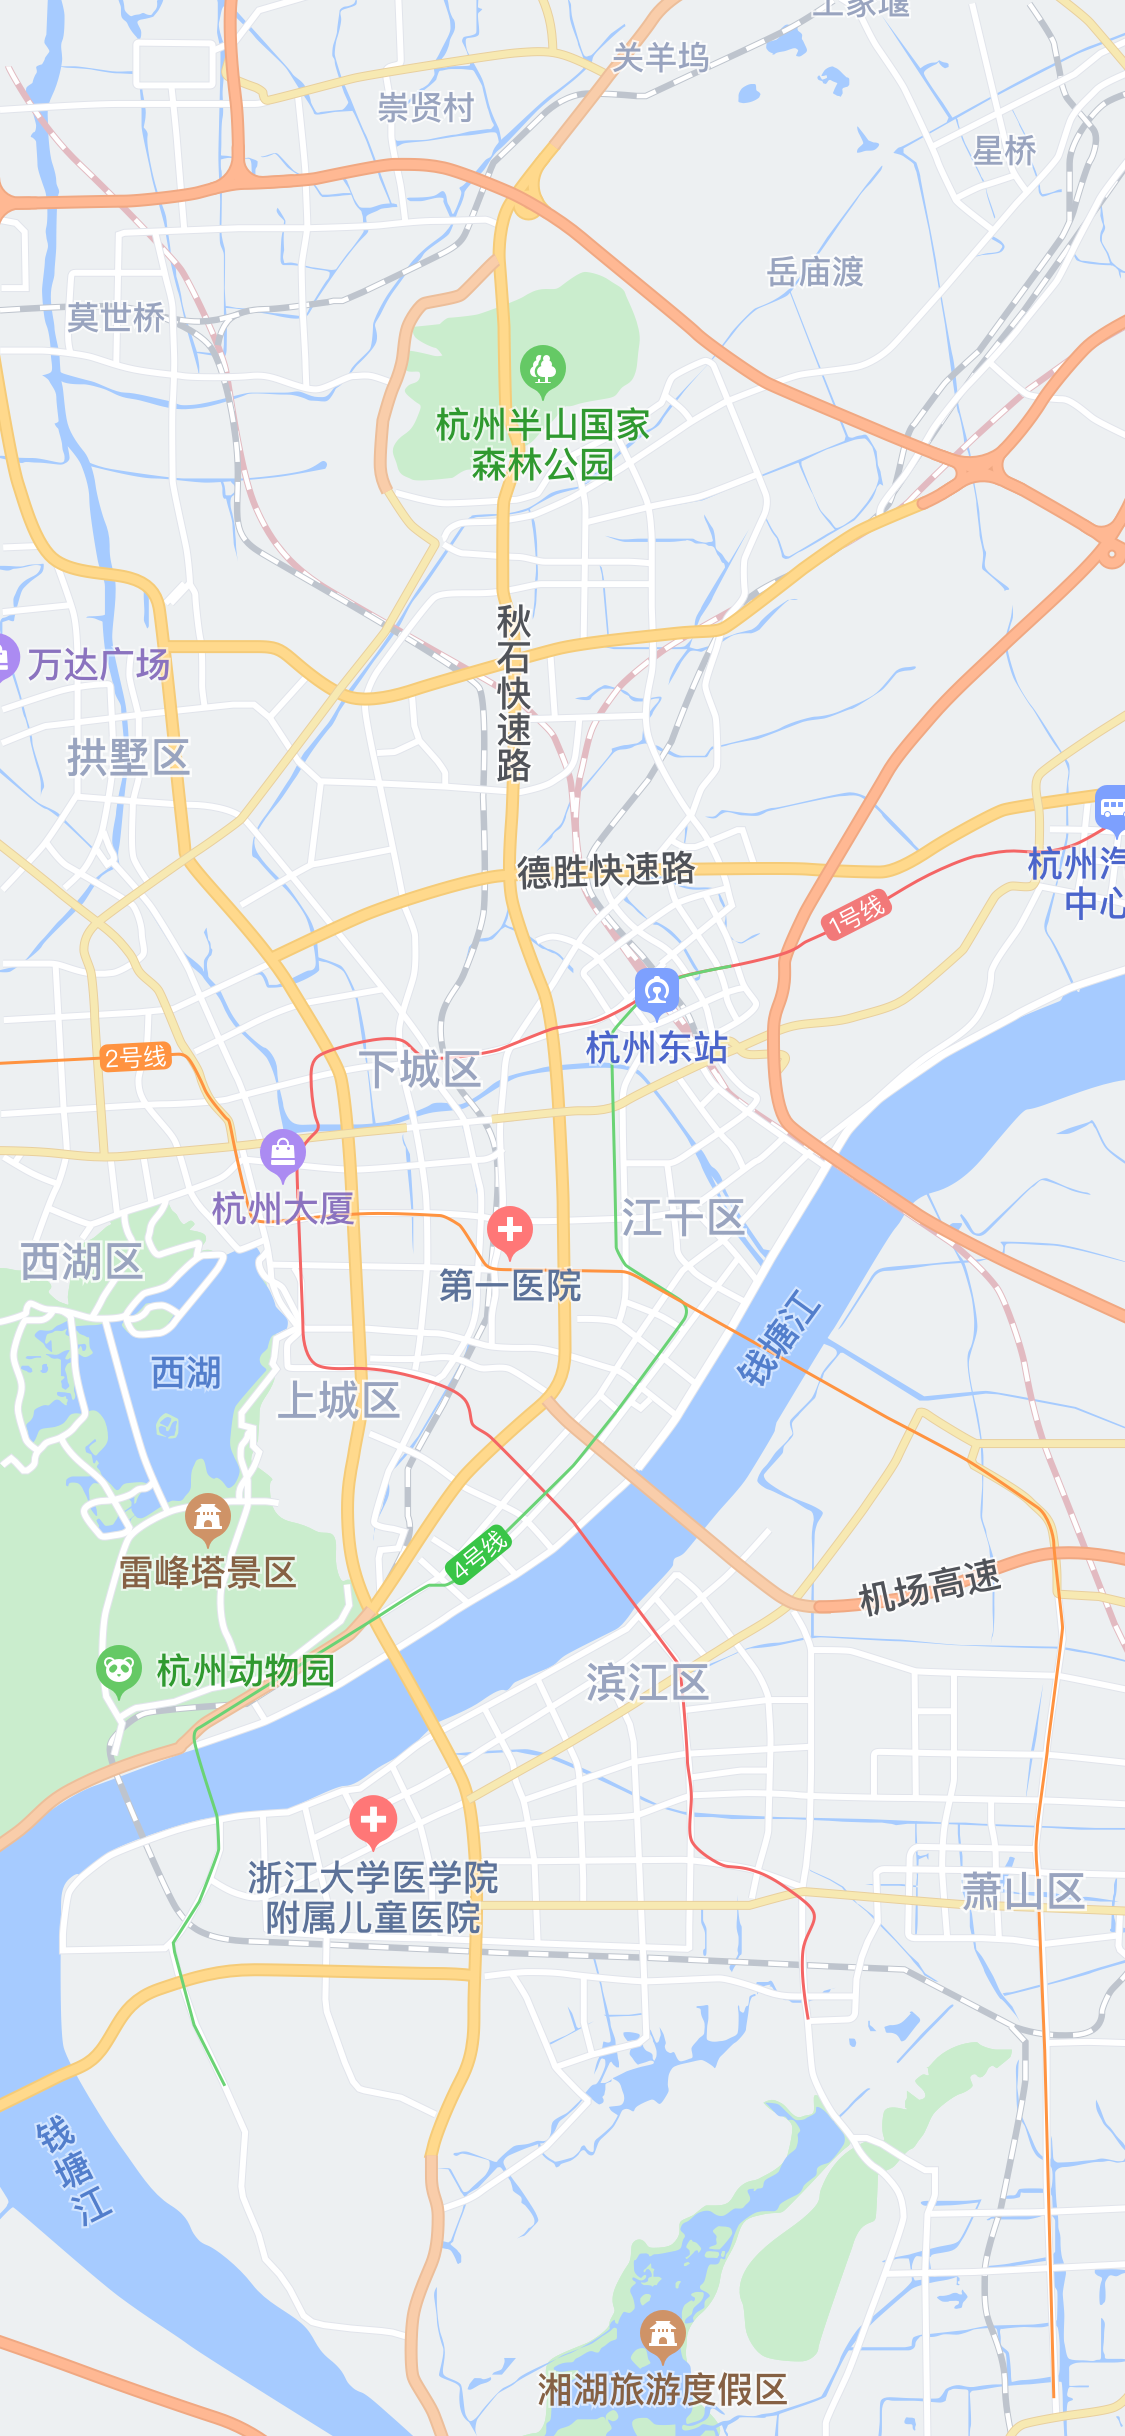 关羊坞
崇贤村
星桥
岳庙渡
莫世桥
杭州半山国家
森林公园
秋石快速路
万达广场
拱墅区
德胜快速路
杭州汽
中心
1号线
杭州东站
2号线
下城区
杭州大厦
江干区
西湖区
第一医院
钱塘江
西湖
上城区
4号线
雷峰塔景区
机场高速
杭州动物园
滨江区
浙江大学医学院
附属儿童医院
萧山区
钱塘江
湘湖旅游度假区